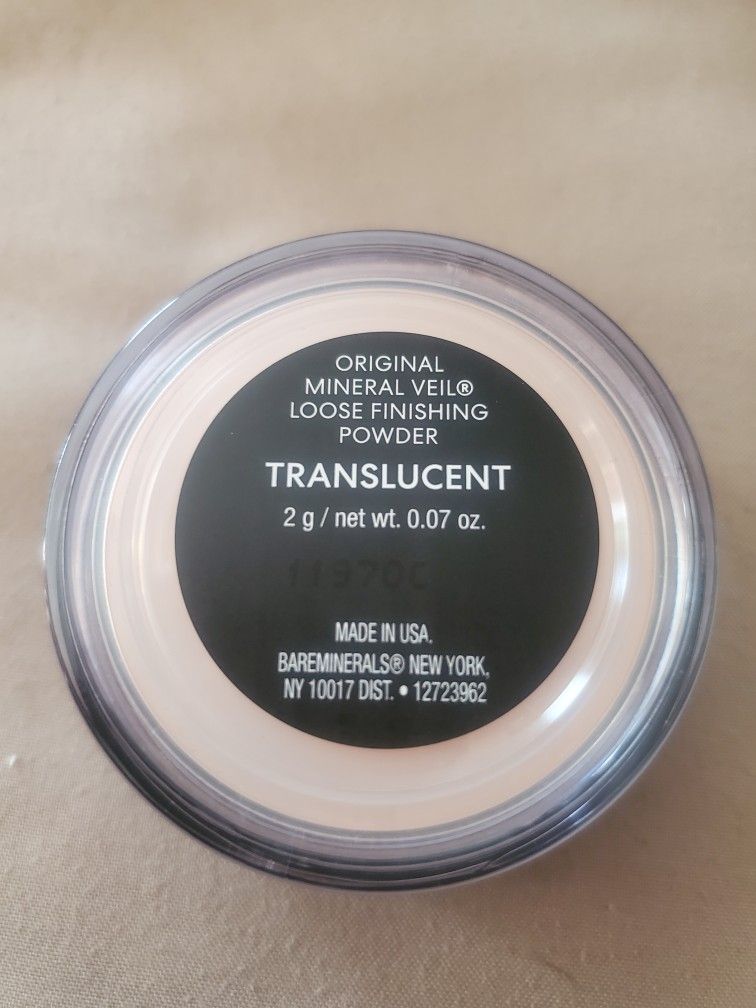 ORIGINAL
MINERAL VEIL®
LOOSE FINISHING
POWDER
TRANSLUCENT
2 g / net wt. 0.07 oz.
MADE IN USA.
BAREMINERALS® NEW YORK,
NY 10017 DIST. • 12723962